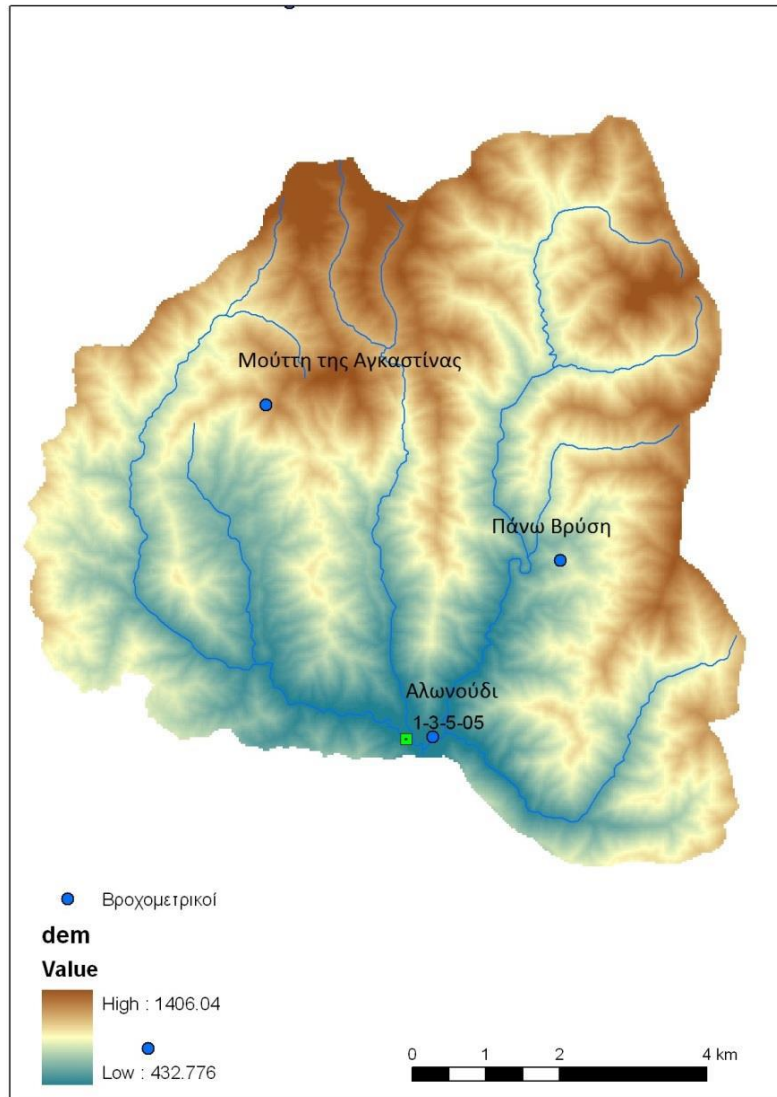 Μούττη της Αγκαστίνας
Πάνω Βρύση
Αλωνούδι
1-3-5-05
Βροχομετρικοί
dem
Value
High : 1406.04
Low : 432.776
0 1 2 4 km